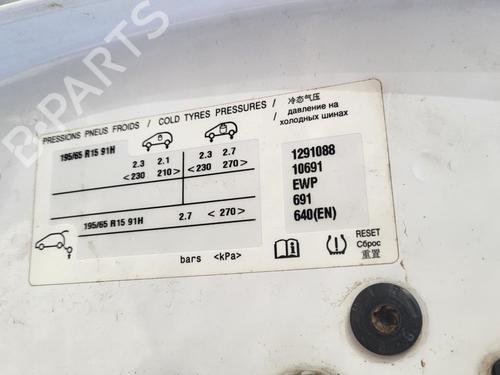 B-PARTS
PRESSIONS PNEUS FROIDS / COLD TYRES PRESSURES / 冷态气压 / давление на холодных шинах
195/65 R15 91H
2.3 2.1 2.3 2.7
<230 210> <230 270>
195/65 R15 91H 2.7 <270>
bars <kPa>
1291088
10691
EWP
691
640(EN)
RESET
Сброс
重置